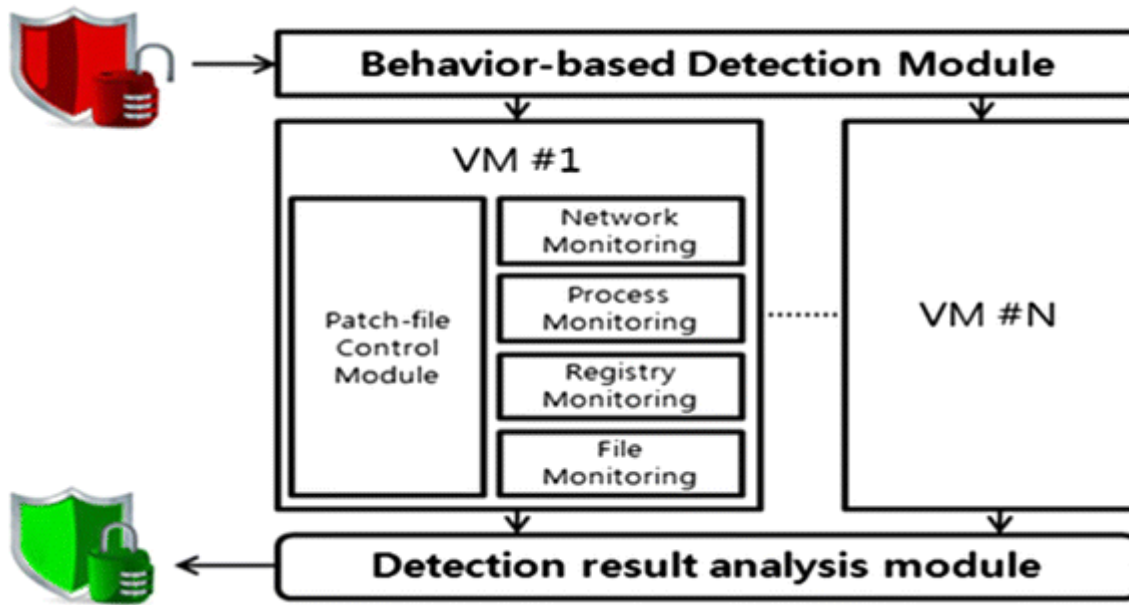 Behavior-based Detection Module
VM #1
Patch-file
Control
Module
Network
Monitoring
Process
Monitoring
Registry
Monitoring
File
Monitoring
VM #N
Detection result analysis module